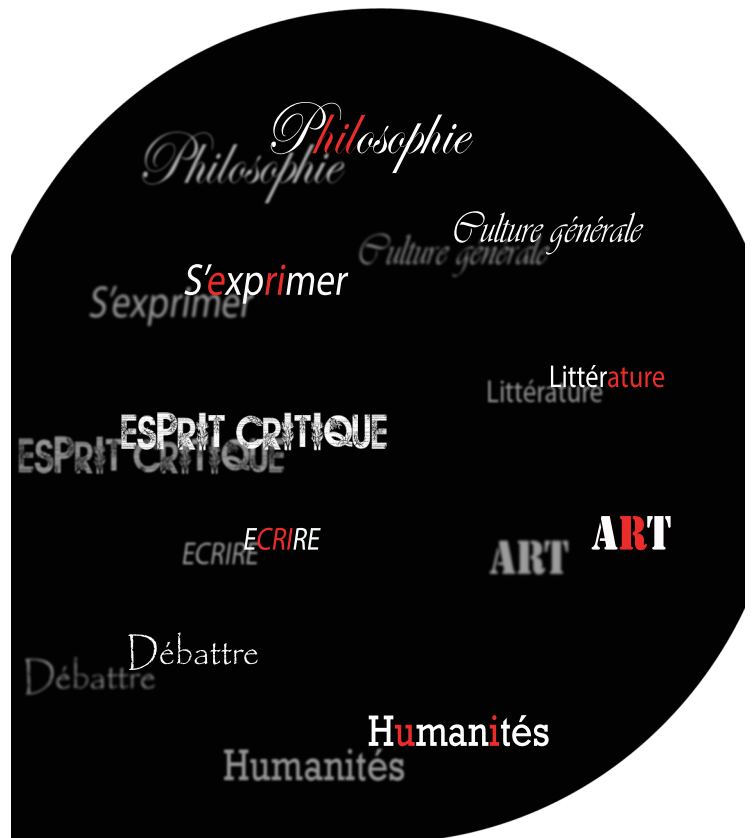 Philosophie
Philosophie
Culture générale
Culture générale
S'exprimer
S'exprimer
Littérature
Littérature
ESPRIT CRITIQUE
ESPRIT CRITIQUE
ECRIRE
ECRIRE
ART
ART
Débattre
Débattre
Humanités
Humanités